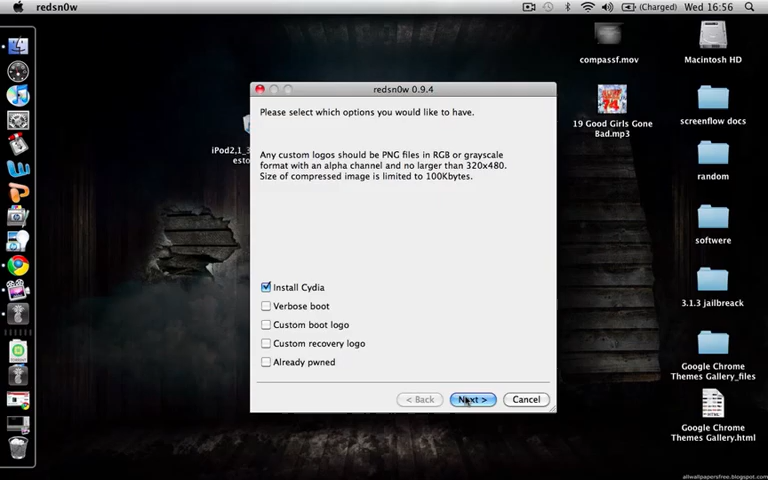 redsn0w
(Charged) Wed 16:56
compassf.mov
Macintosh HD
19 Good Girls Gone
Bad.mp3
screenflow docs
random
softwere
3.1.3 jailbreack
Google Chrome
Themes Gallery_files
Google Chrome
Themes Gallery.html
iPod2,1_3
esto
redsn0w 0.9.4
Please select which options you would like to have.
Any custom logos should be PNG files in RGB or grayscale
format with an alpha channel and no larger than 320x480.
Size of compressed image is limited to 100Kbytes.
Install Cydia
Verbose boot
Custom boot logo
Custom recovery logo
Already pwned
< Back
Next >
Cancel
allwallpapersfree.blogspot.com